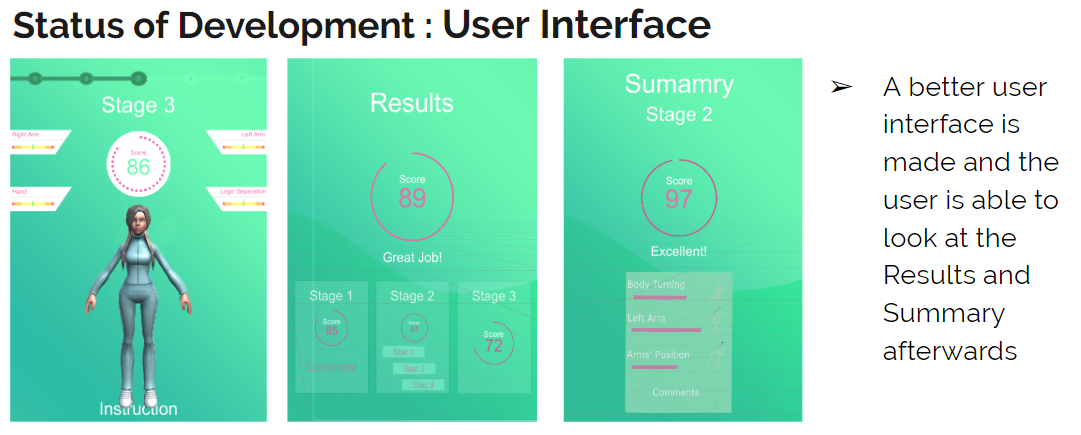 Status of Development : User Interface
Stage 3
Right Arm
Left Arm
Score
86
Hand
Legs' Separation
Instruction
Results
Score
89
Great Job!
Stage 1
Score
85
Comment
Stage 2
Score
97
Stat 1
Stat 2
Stat 3
Stage 3
Score
72
Sumamry
Stage 2
Score
97
Excellent!
Body Turning
Left Arm
Arms' Position
Comments
➢ A better user
interface is
made and the
user is able to
look at the
Results and
Summary
afterwards